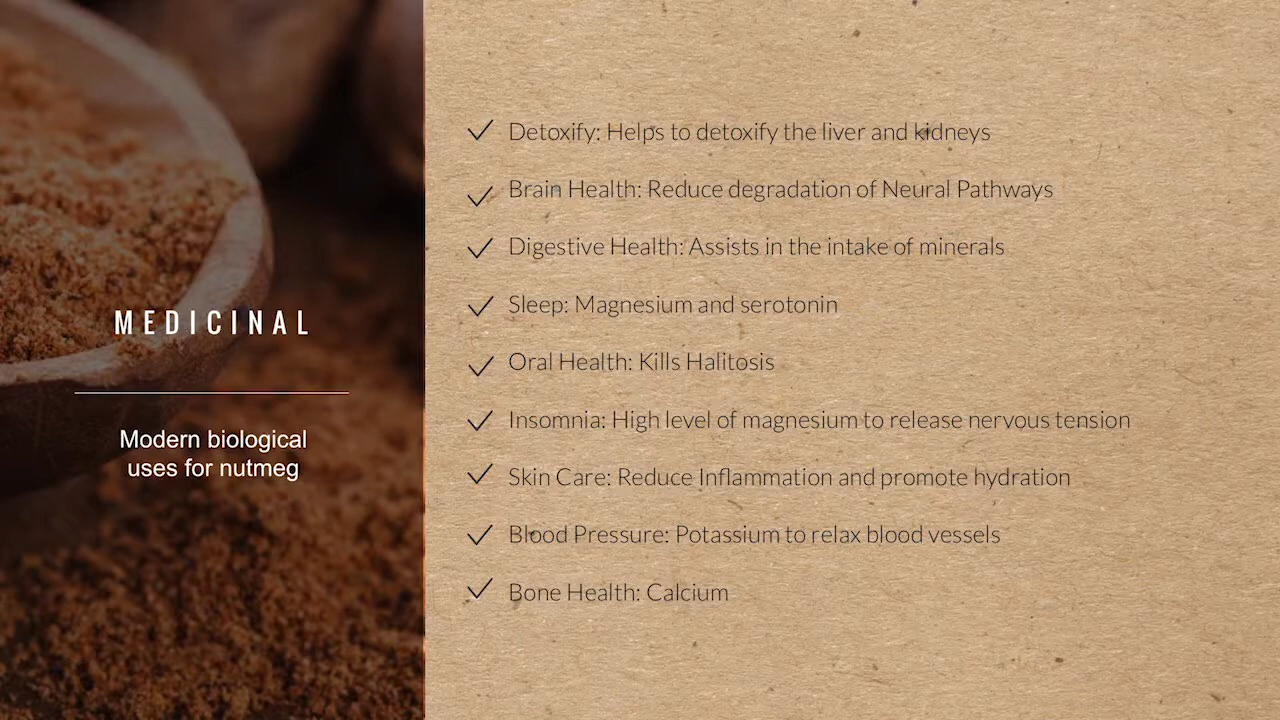 MEDICINAL
Modern biological
uses for nutmeg
Detoxify: Helps to detoxify the liver and kidneys
Brain Health: Reduce degradation of Neural Pathways
Digestive Health: Assists in the intake of minerals
Sleep: Magnesium and serotonin
Oral Health: Kills Halitosis
Insomnia: High level of magnesium to release nervous tension
Skin Care: Reduce Inflammation and promote hydration
Blood Pressure: Potassium to relax blood vessels
Bone Health: Calcium